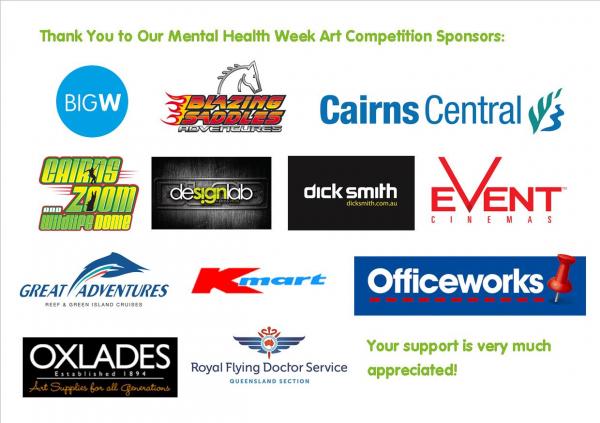 Thank You to Our Mental Health Week Art Competition Sponsors:
BIGW
BLAZING
SADDLES
ADVENTURES
Cairns Central
CAIRNS
ZOOM
AND
WILDLIFE DOME
designlab
dick smith
dicksmith.com.au
EVENT
CINEMAS
GREAT ADVENTURES
REEF & GREEN ISLAND CRUISES
Kmart
Officeworks
OXLADES
Established 1894
Art Supplies for all Generations
Royal Flying Doctor Service
QUEENSLAND SECTION
Your support is very much
appreciated!